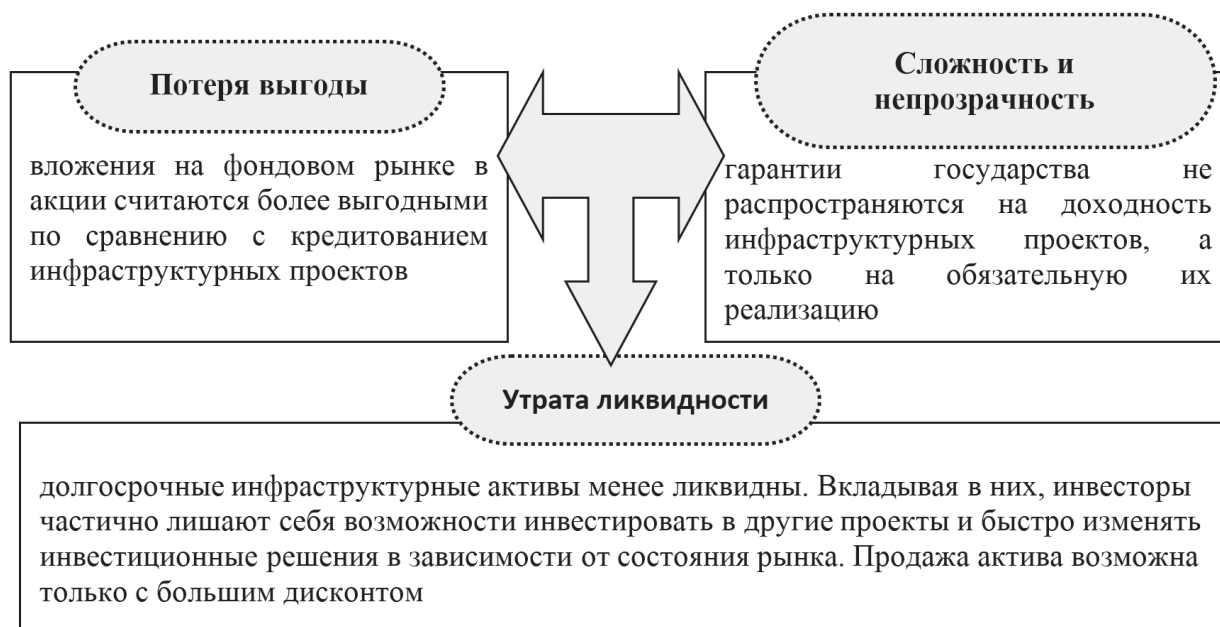 Потеря выгоды
вложения на фондовом рынке в
акции считаются более выгодными
по сравнению с кредитованием
инфраструктурных проектов
Сложность и
непрозрачность
гарантии государства не
распространяются на доходность
инфраструктурных проектов, а
только на обязательную их
реализацию
Утрата ликвидности
долгосрочные инфраструктурные активы менее ликвидны. Вкладывая в них, инвесторы
частично лишают себя возможности инвестировать в другие проекты и быстро изменять
инвестиционные решения в зависимости от состояния рынка. Продажа актива возможна
только с большим дисконтом